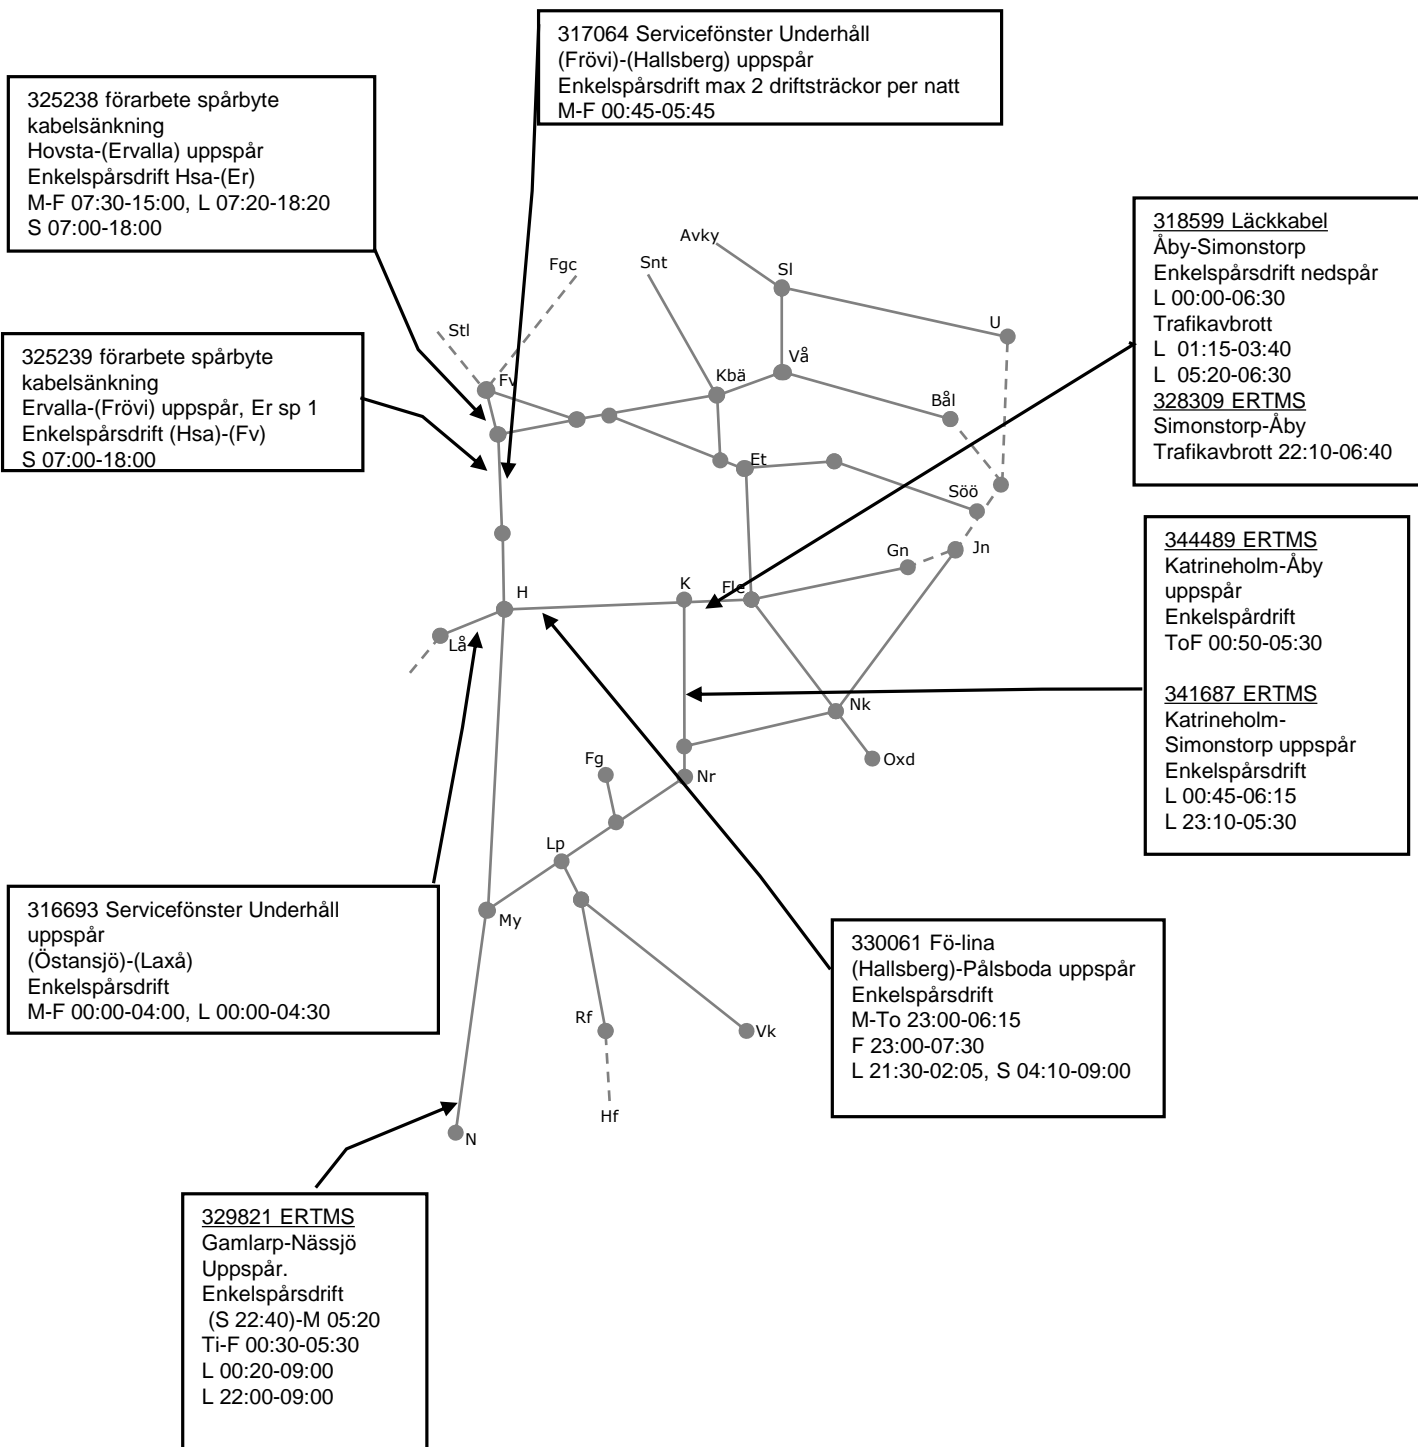 317064 Servicefönster Underhåll
(Frövi)-(Hallsberg) uppspår
Enkelspårsdrift max 2 driftsträckor per natt
M-F 00:45-05:45
325238 förarbete spårbyte
kabelsänkning
Hovsta-(Ervalla) uppspår
Enkelspårsdrift Hsa-(Er)
M-F 07:30-15:00, L 07:20-18:20
S 07:00-18:00
318599 Läckkabel
Åby-Simonstorp
Enkelspårsdrift nedspår
L 00:00-06:30
Trafikavbrott
L  01:15-03:40
L  05:20-06:30
328309 ERTMS
Simonstorp-Åby
Trafikavbrott 22:10-06:40
325239 förarbete spårbyte
kabelsänkning
Ervalla-(Frövi) uppspår, Er sp 1
Enkelspårsdrift (Hsa)-(Fv)
S 07:00-18:00
Avky
Snt
Fgc
Sl
Stl
U
Vå
Fv
Kbä
Bål
Et
Söö
Gn
Jn
K
Fle
H
Lå
Nk
Oxd
Fg
Nr
Lp
My
Rf
Vk
Hf
N
344489 ERTMS
Katrineholm-Åby
uppspår
Enkelspårdrift
ToF 00:50-05:30
341687 ERTMS
Katrineholm-
Simonstorp uppspår
Enkelspårsdrift
L 00:45-06:15
L 23:10-05:30
316693 Servicefönster Underhåll
uppspår
(Östansjö)-(Laxå)
Enkelspårsdrift
M-F 00:00-04:00, L 00:00-04:30
330061 Fö-lina
(Hallsberg)-Pålsboda uppspår
Enkelspårsdrift
M-To 23:00-06:15
F 23:00-07:30
L 21:30-02:05, S 04:10-09:00
329821 ERTMS
Gamlarp-Nässjö
Uppspår.
Enkelspårsdrift
(S 22:40)-M 05:20
Ti-F 00:30-05:30
L 00:20-09:00
L 22:00-09:00